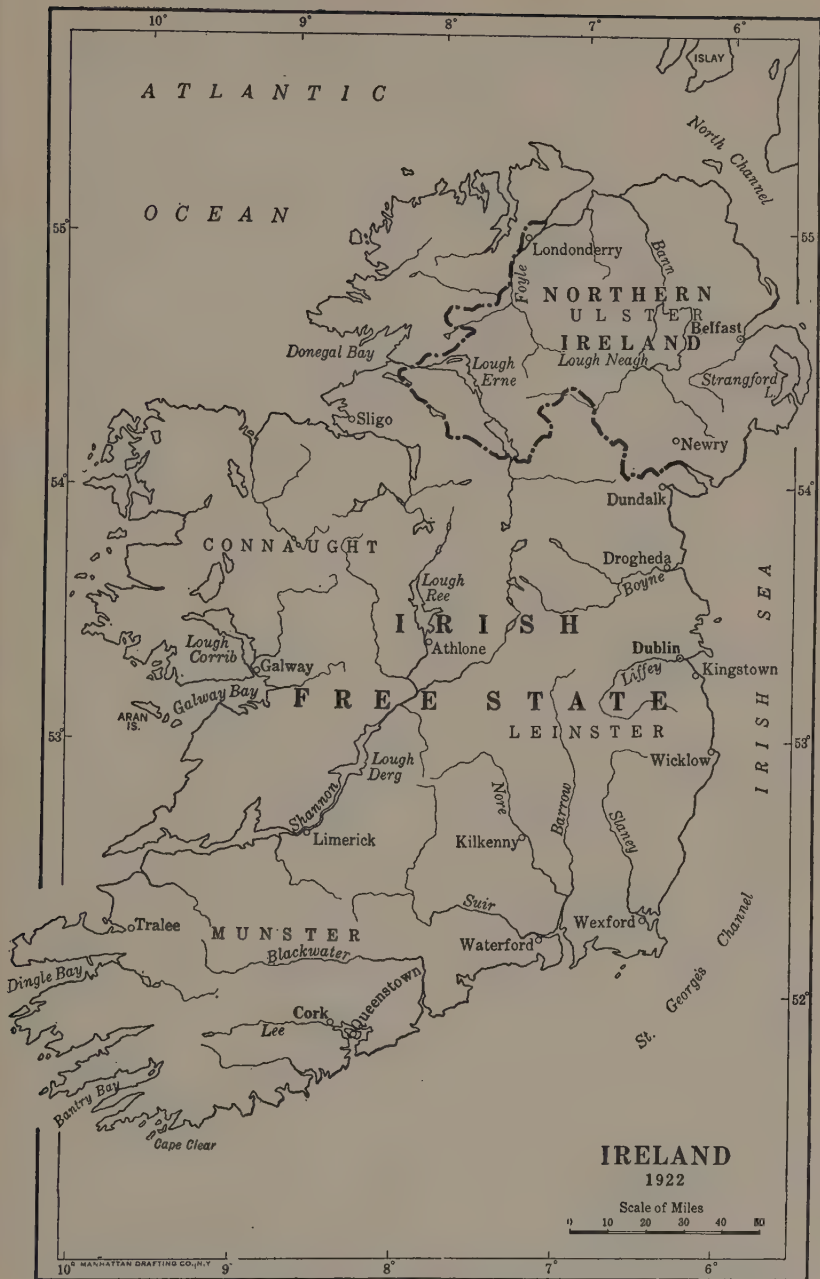 10° 9° 8° 7° 6°
ISLAY
ATLANTIC
North Channel
OCEAN
55°
55
Londonderry
Foyle
Bann
NORTHERN
ULSTER
Belfast
IRELAND
Donegal Bay
Lough Erne
Lough Neagh
Strangford L.
Sligo
Newry
54°
54°
Dundalk
CONNAUGHT
Drogheda
Boyne
Lough Ree
IRISH
IRISH SEA
Lough Corrib
Athlone
Dublin
Galway
Liffey
Kingstown
Galway Bay
FREE STATE
ARAN IS.
LEINSTER
53°
53°
Wicklow
Lough Derg
Shannon
Nore
Barrow
Slaney
Limerick
Kilkenny
Suir
Wexford
St. George's Channel
Tralee
MUNSTER
Waterford
Blackwater
Dingle Bay
52°
Queenstown
Cork
Lee
Bantry Bay
Cape Clear
IRELAND
1922
Scale of Miles
0 10 20 30 40 50
MANHATTAN DRAFTING CO., N.Y
10° 9° 8° 7° 6°